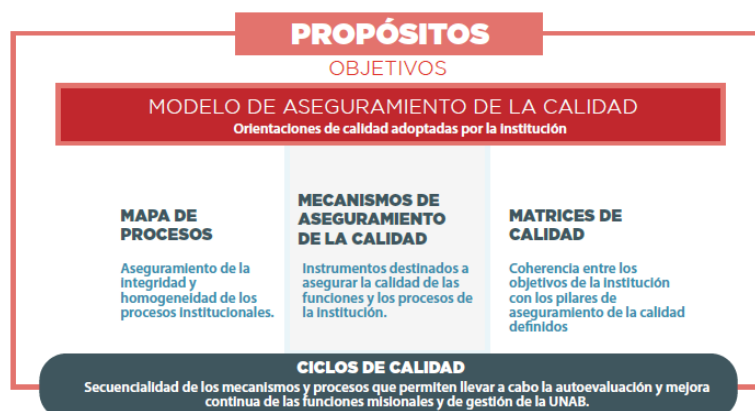 PROPÓSITOS
OBJETIVOS
MODELO DE ASEGURAMIENTO DE LA CALIDAD
Orientaciones de calidad adoptadas por la Institución
MAPA DE
PROCESOS
Aseguramiento de la
integridad y
homogeneidad de los
procesos institucionales.
MECANISMOS DE
ASEGURAMIENTO
DE LA CALIDAD
Instrumentos destinados a
asegurar la calidad de las
funciones y los procesos de
la institución.
MATRICES DE
CALIDAD
Coherencia entre los
objetivos de la institución
con los pilares de
aseguramiento de la calidad
definidos
CICLOS DE CALIDAD
Secuencialidad de los mecanismos y procesos que permiten llevar a cabo la autoevaluación y mejora
continua de las funciones misionales y de gestión de la UNAB.